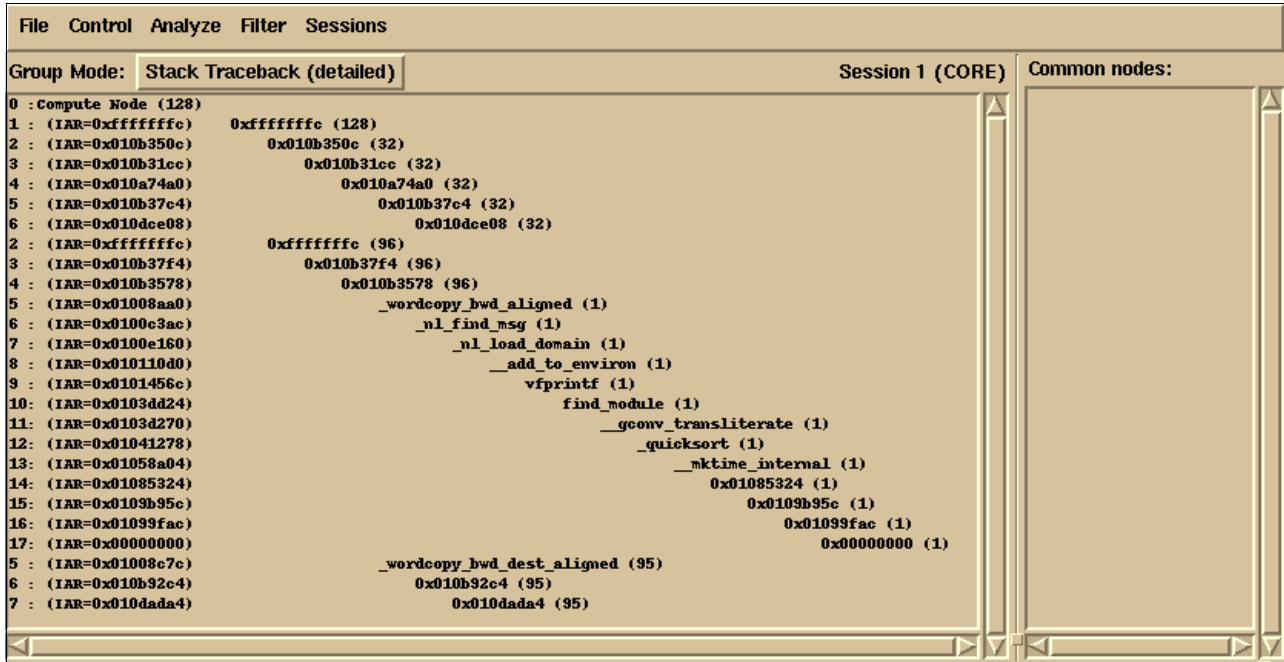 File Control Analyze Filter Sessions
Group Mode: Stack Traceback (detailed) Session 1 (CORE) Common nodes:
0 :Compute Node (128)
1 : (IAR=0xfffffffc) 0xfffffffc (128)
2 : (IAR=0x010b350c) 0x010b350c (32)
3 : (IAR=0x010b31cc) 0x010b31cc (32)
4 : (IAR=0x010a74a0) 0x010a74a0 (32)
5 : (IAR=0x010b37c4) 0x010b37c4 (32)
6 : (IAR=0x010dce08) 0x010dce08 (32)
2 : (IAR=0xfffffffc) 0xfffffffc (96)
3 : (IAR=0x010b37f4) 0x010b37f4 (96)
4 : (IAR=0x010b3578) 0x010b3578 (96)
5 : (IAR=0x01008aa0) _wordcopy_bwd_aligned (1)
6 : (IAR=0x0100c3ac) _nl_find_msg (1)
7 : (IAR=0x0100e160) _nl_load_domain (1)
8 : (IAR=0x010110d0) __add_to_environ (1)
9 : (IAR=0x0101456c) vfprintf (1)
10: (IAR=0x0103dd24) find_module (1)
11: (IAR=0x0103d270) __gconv_transliterate (1)
12: (IAR=0x01041278) _quicksort (1)
13: (IAR=0x01058a04) __mktime_internal (1)
14: (IAR=0x01085324) 0x01085324 (1)
15: (IAR=0x0109b95c) 0x0109b95c (1)
16: (IAR=0x01099fac) 0x01099fac (1)
17: (IAR=0x00000000) 0x00000000 (1)
5 : (IAR=0x01008c7c) _wordcopy_bwd_dest_aligned (95)
6 : (IAR=0x010b92c4) 0x010b92c4 (95)
7 : (IAR=0x010dada4) 0x010dada4 (95)